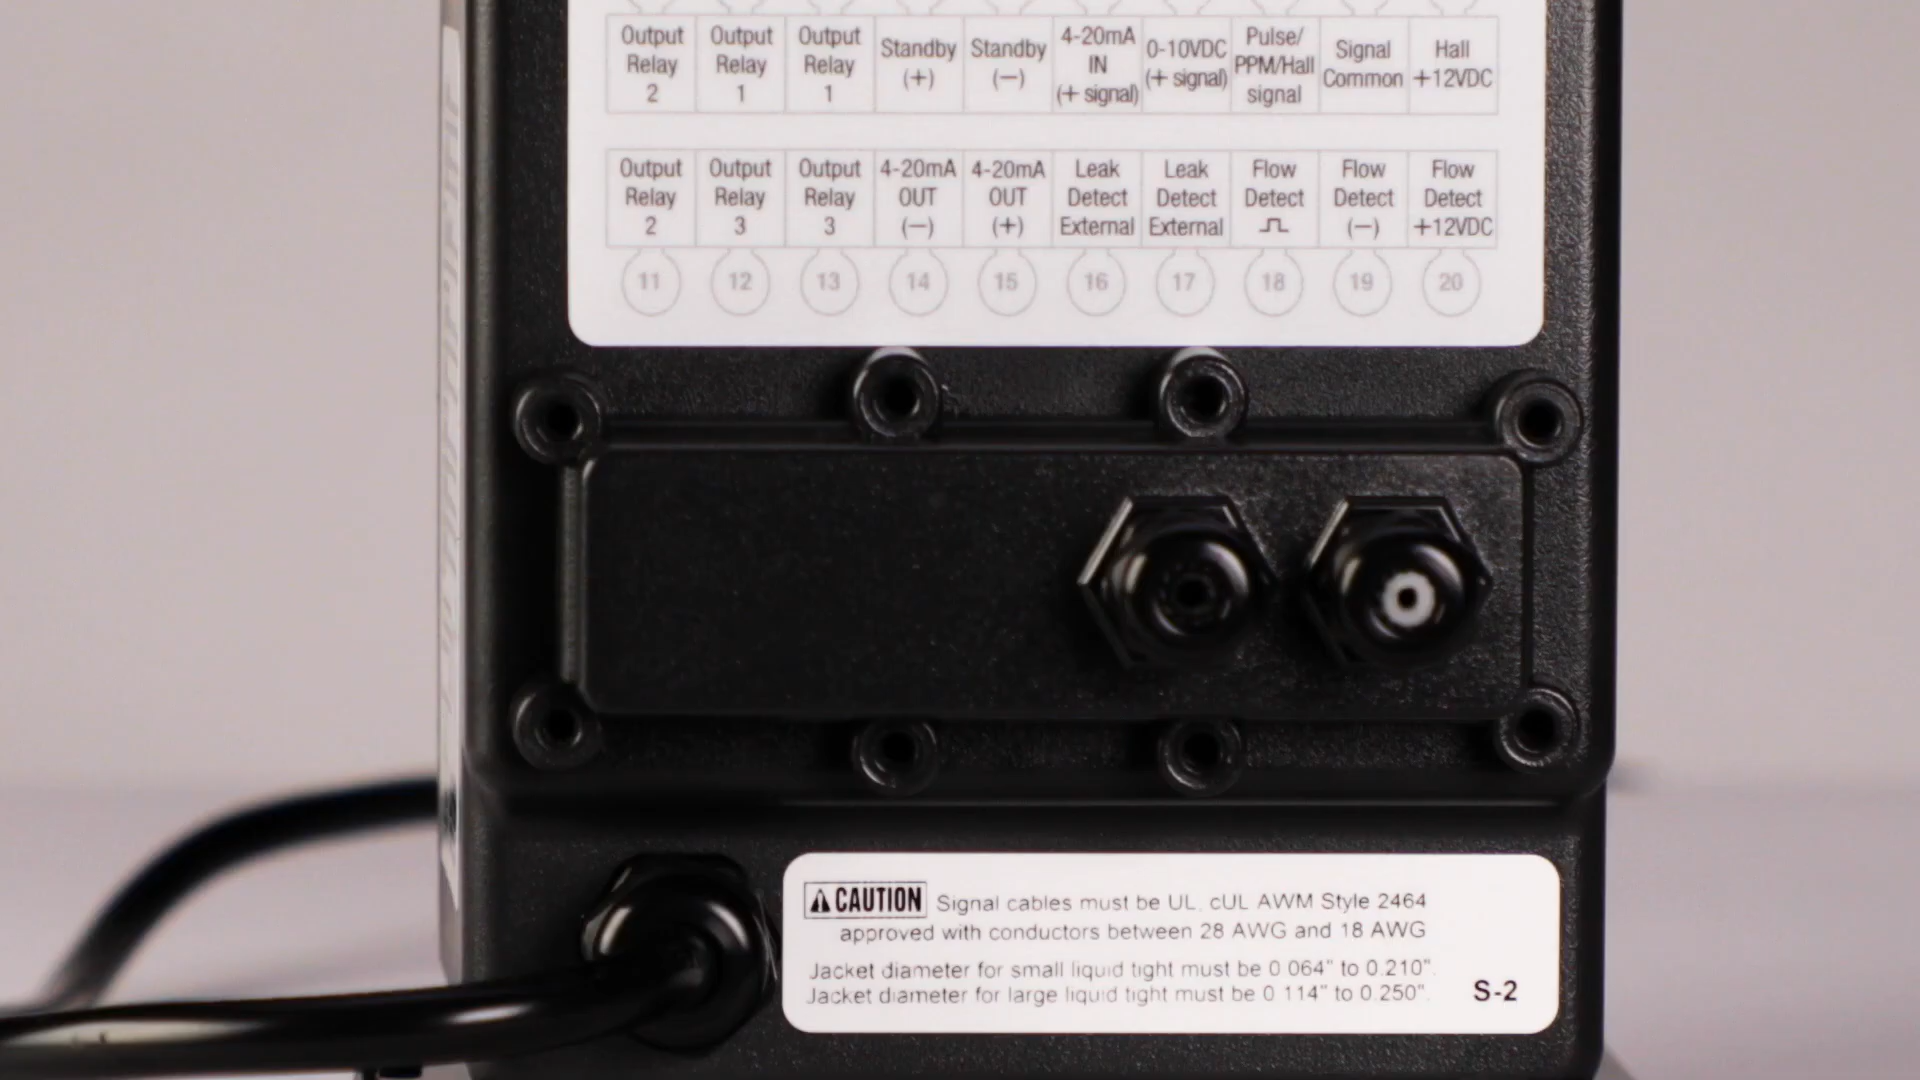 Output Relay 2 Output Relay 1 Output Relay 1 Standby (+) Standby (–) 4-20mA IN (+ signal) 0-10VDC (+ signal) Pulse/ PPM/Hall signal Signal Common Hall +12VDC
Output Relay 2 Output Relay 3 Output Relay 3 4-20mA OUT (–) 4-20mA OUT (+) Leak Detect External Leak Detect External Flow Detect Flow Detect (–) Flow Detect +12VDC
11 12 13 14 15 16 17 18 19 20
CAUTION Signal cables must be UL, cUL AWM Style 2464
approved with conductors between 28 AWG and 18 AWG
Jacket diameter for small liquid tight must be 0.064" to 0.210".
Jacket diameter for large liquid tight must be 0.114" to 0.250".
S-2